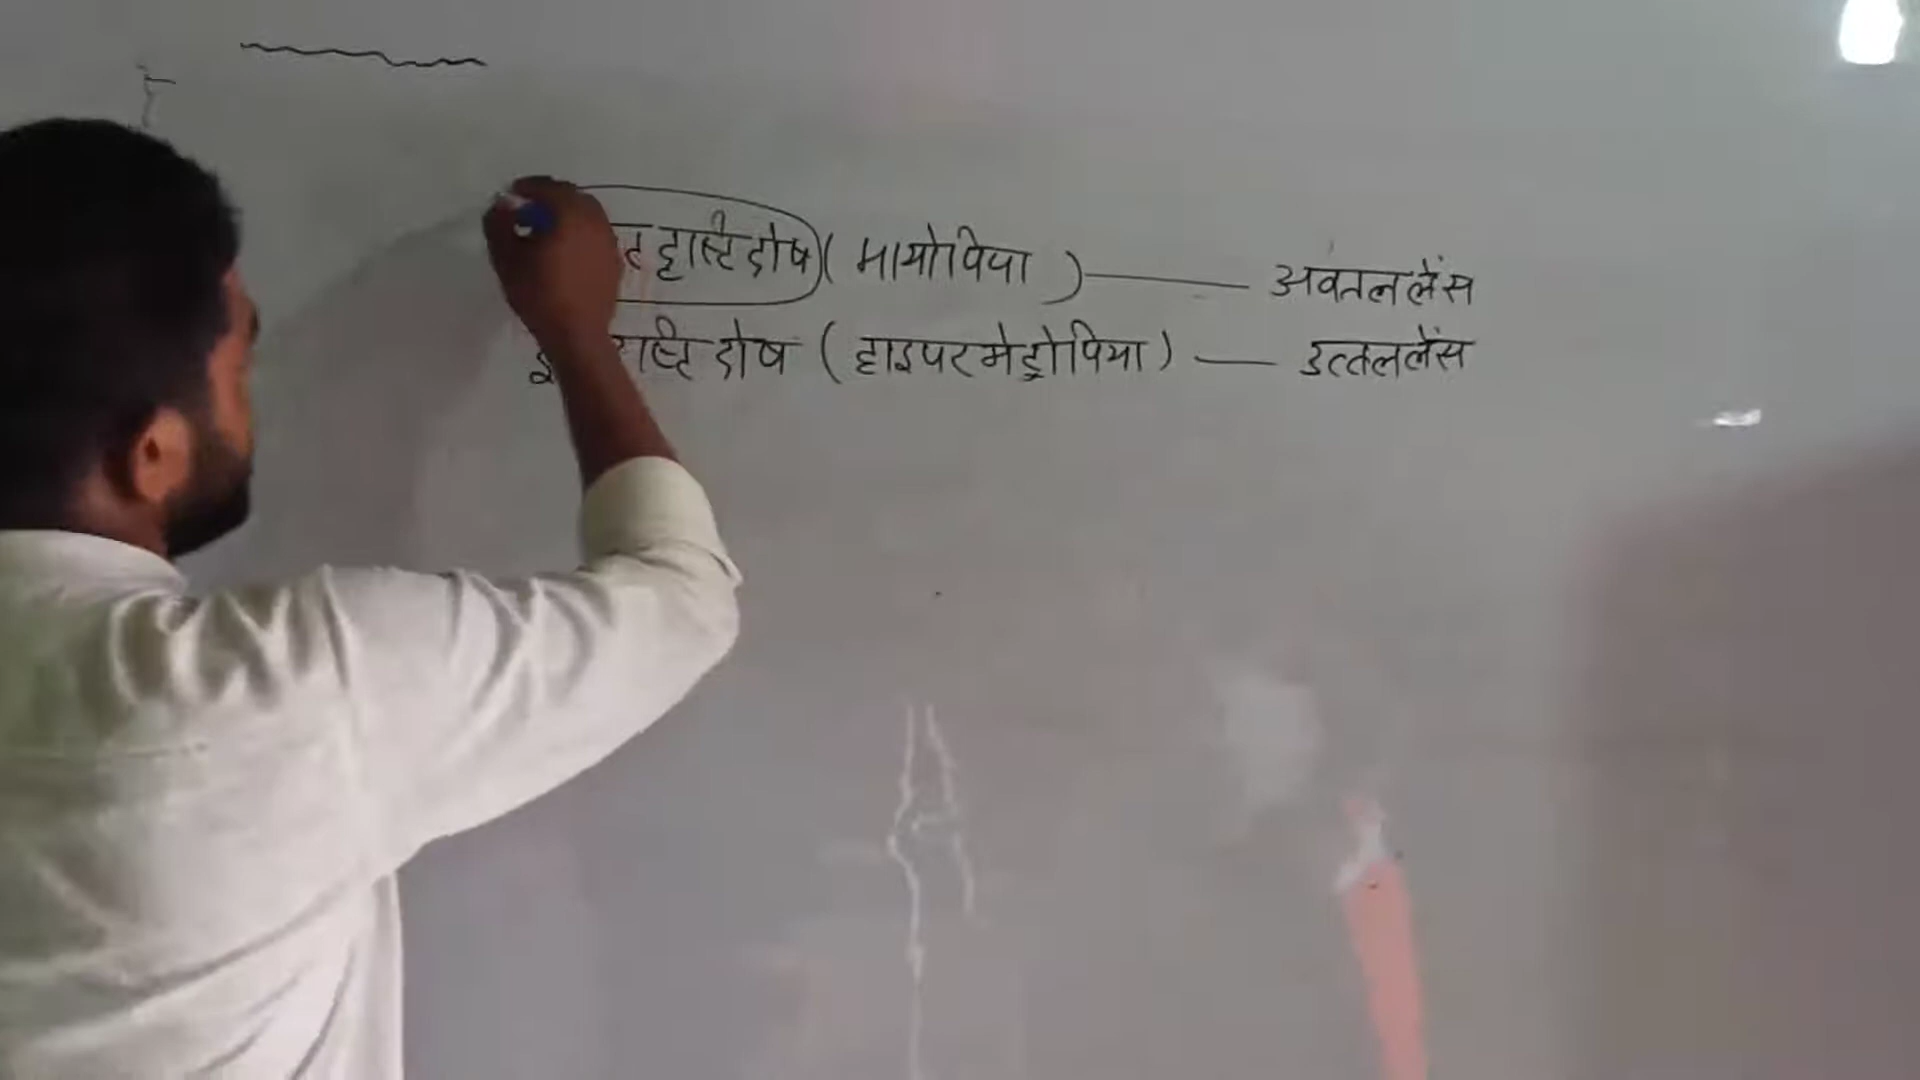 दृष्टि दोष ( मायोपिया ) — अवतल लेंस
दोष ( हाइपरमेट्रोपिया ) — उत्तल लेंस